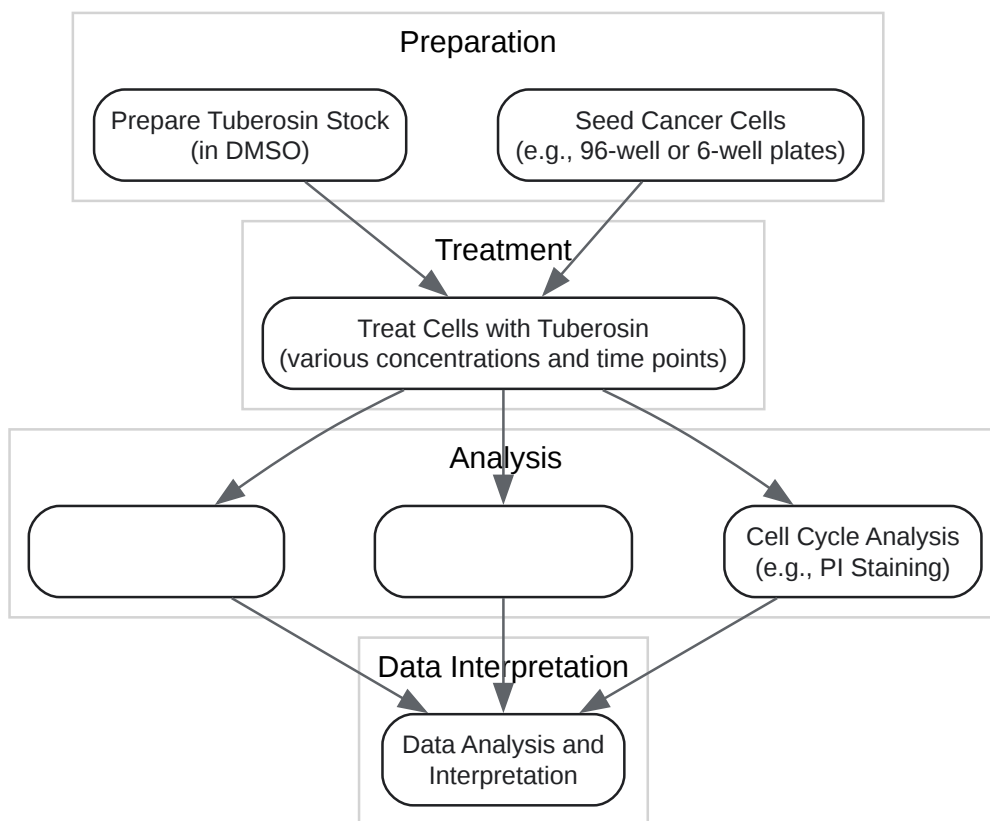 Preparation
Prepare Tuberosin Stock
(in DMSO)
Seed Cancer Cells
(e.g., 96-well or 6-well plates)
Treatment
Treat Cells with Tuberosin
(various concentrations and time points)
Analysis
Cell Cycle Analysis
(e.g., PI Staining)
Data Interpretation
Data Analysis and
Interpretation